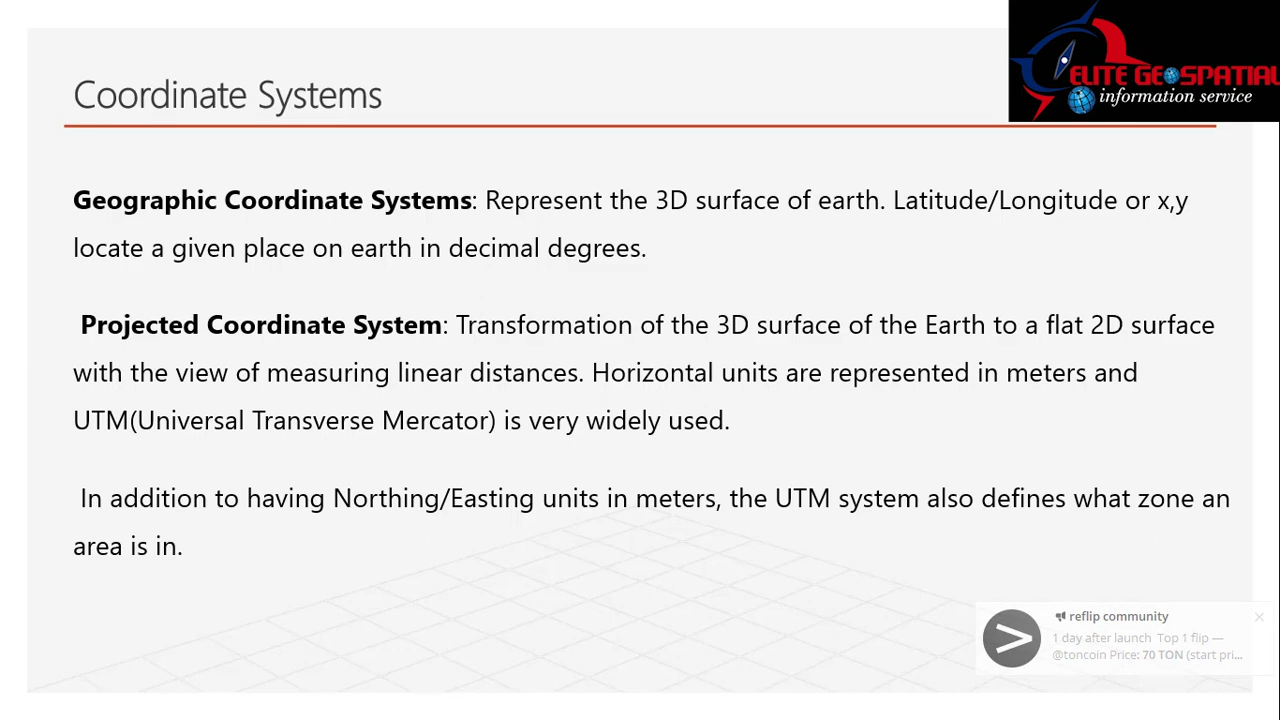 ELITE GEOSPATIAL
information service
Coordinate Systems
Geographic Coordinate Systems: Represent the 3D surface of earth. Latitude/Longitude or x,y
locate a given place on earth in decimal degrees.
Projected Coordinate System: Transformation of the 3D surface of the Earth to a flat 2D surface
with the view of measuring linear distances. Horizontal units are represented in meters and
UTM(Universal Transverse Mercator) is very widely used.
In addition to having Northing/Easting units in meters, the UTM system also defines what zone an
area is in.
reflip community
1 day after launch Top 1 flip —
@toncoin Price: 70 TON (start pri...